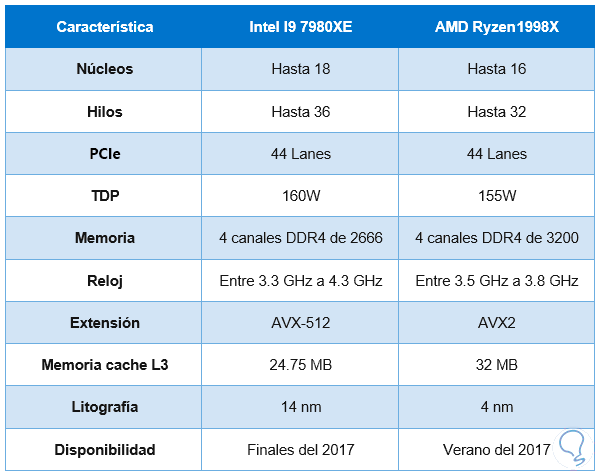 Característica Intel I9 7980XE AMD Ryzen1998X
Núcleos Hasta 18 Hasta 16
Hilos Hasta 36 Hasta 32
PCIe 44 Lanes 44 Lanes
TDP 160W 155W
Memoria 4 canales DDR4 de 2666 4 canales DDR4 de 3200
Reloj Entre 3.3 GHz a 4.3 GHz Entre 3.5 GHz a 3.8 GHz
Extensión AVX-512 AVX2
Memoria cache L3 24.75 MB 32 MB
Litografía 14 nm 4 nm
Disponibilidad Finales del 2017 Verano del 2017